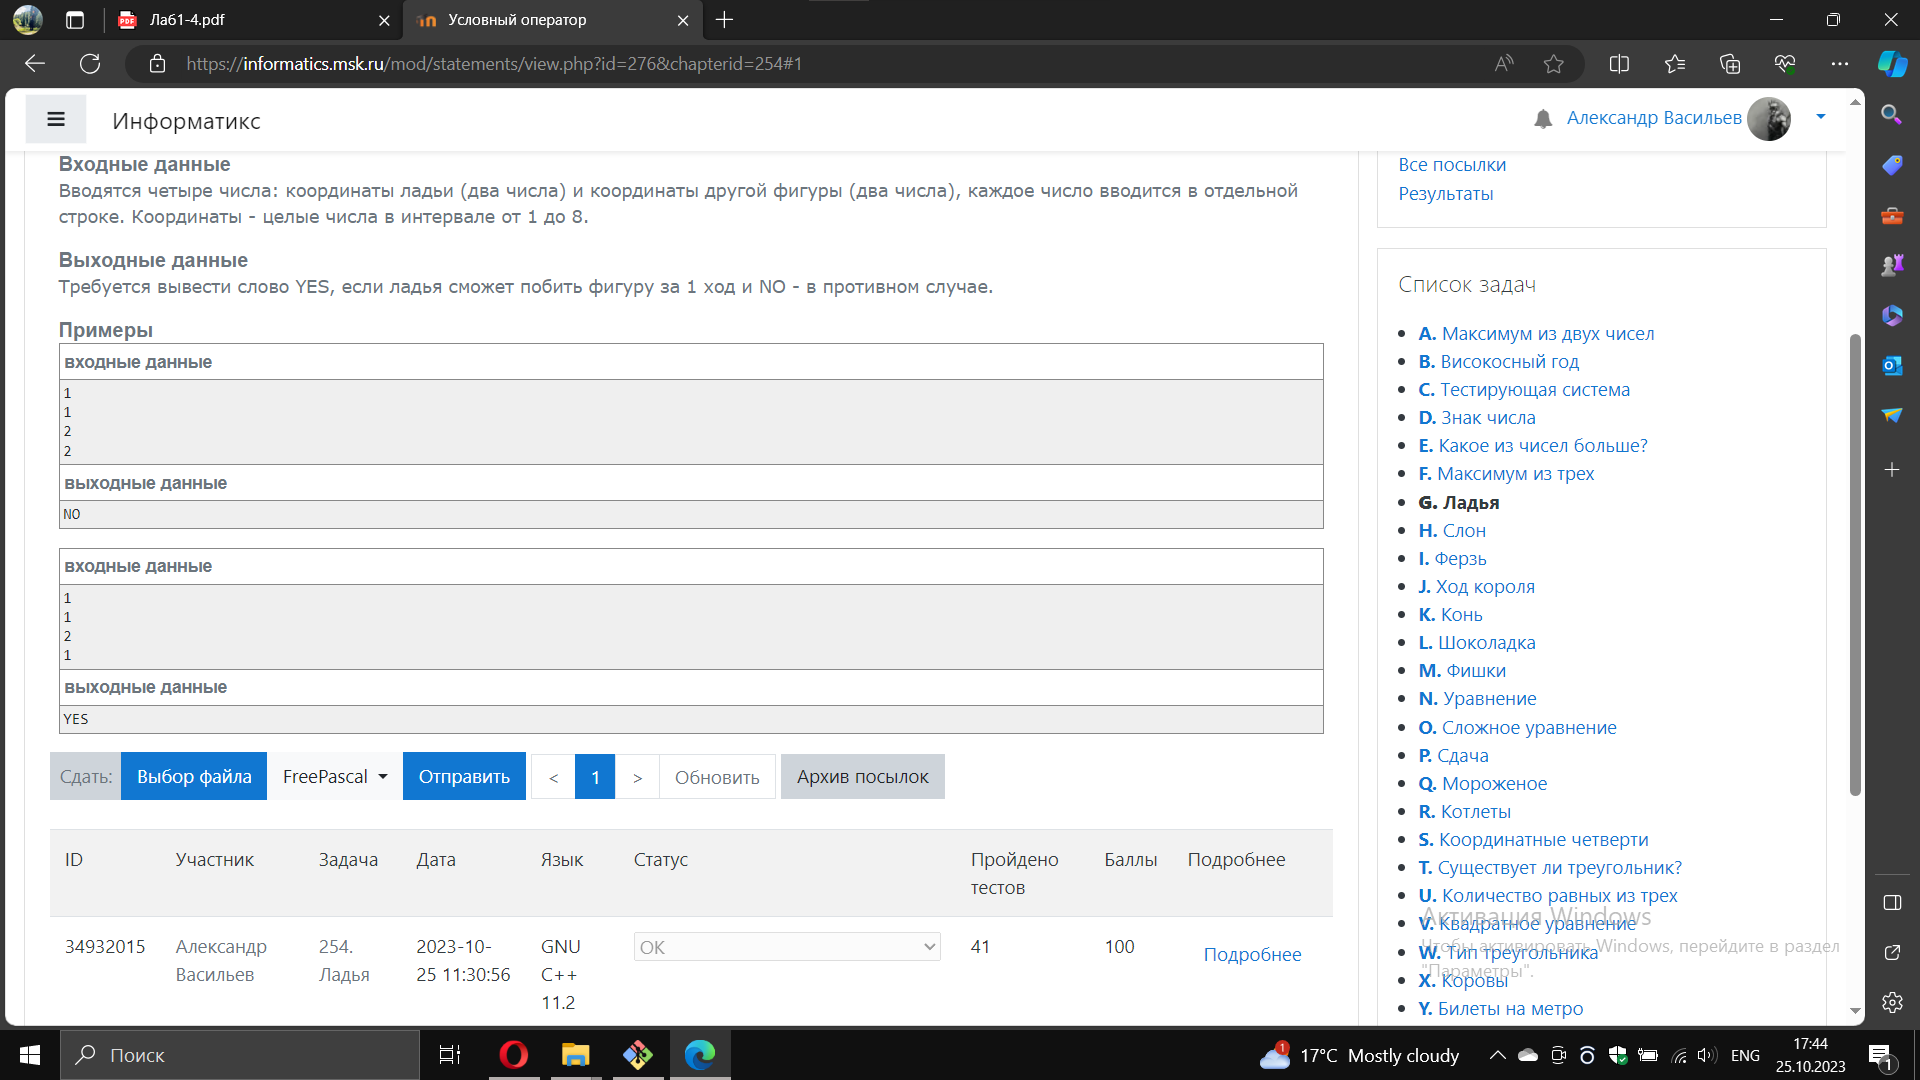 Лаб1-4.pdf
Условный оператор
https://informatics.msk.ru/mod/statements/view.php?id=276&chapterid=254#1
Информатикс
Александр Васильев
Входные данные
Вводятся четыре числа: координаты ладьи (два числа) и координаты другой фигуры (два числа), каждое число вводится в отдельной
строке. Координаты - целые числа в интервале от 1 до 8.
Выходные данные
Требуется вывести слово YES, если ладья сможет побить фигуру за 1 ход и NO - в противном случае.
Примеры
входные данные
1
1
2
2
выходные данные
NO
входные данные
1
1
2
1
выходные данные
YES
Сдать: Выбор файла FreePascal Отправить < 1 > Обновить Архив посылок
ID Участник Задача Дата Язык Статус Пройдено тестов Баллы Подробнее
34932015 Александр Васильев 254. Ладья 2023-10-25 11:30:56 GNU C++ 11.2 OK 41 100 Подробнее
Все посылки
Результаты
Список задач
A. Максимум из двух чисел
B. Високосный год
C. Тестирующая система
D. Знак числа
E. Какое из чисел больше?
F. Максимум из трех
G. Ладья
H. Слон
I. Ферзь
J. Ход короля
K. Конь
L. Шоколадка
M. Фишки
N. Уравнение
O. Сложное уравнение
P. Сдача
Q. Мороженое
R. Котлеты
S. Координатные четверти
T. Существует ли треугольник?
U. Количество равных из трех
V. Квадратное уравнение
W. Тип треугольника
X. Коровы
Y. Билеты на метро
Активация Windows
Чтобы активировать Windows, перейдите в раздел
"Параметры".
Поиск
1
17°C Mostly cloudy
ENG
17:44
25.10.2023
1